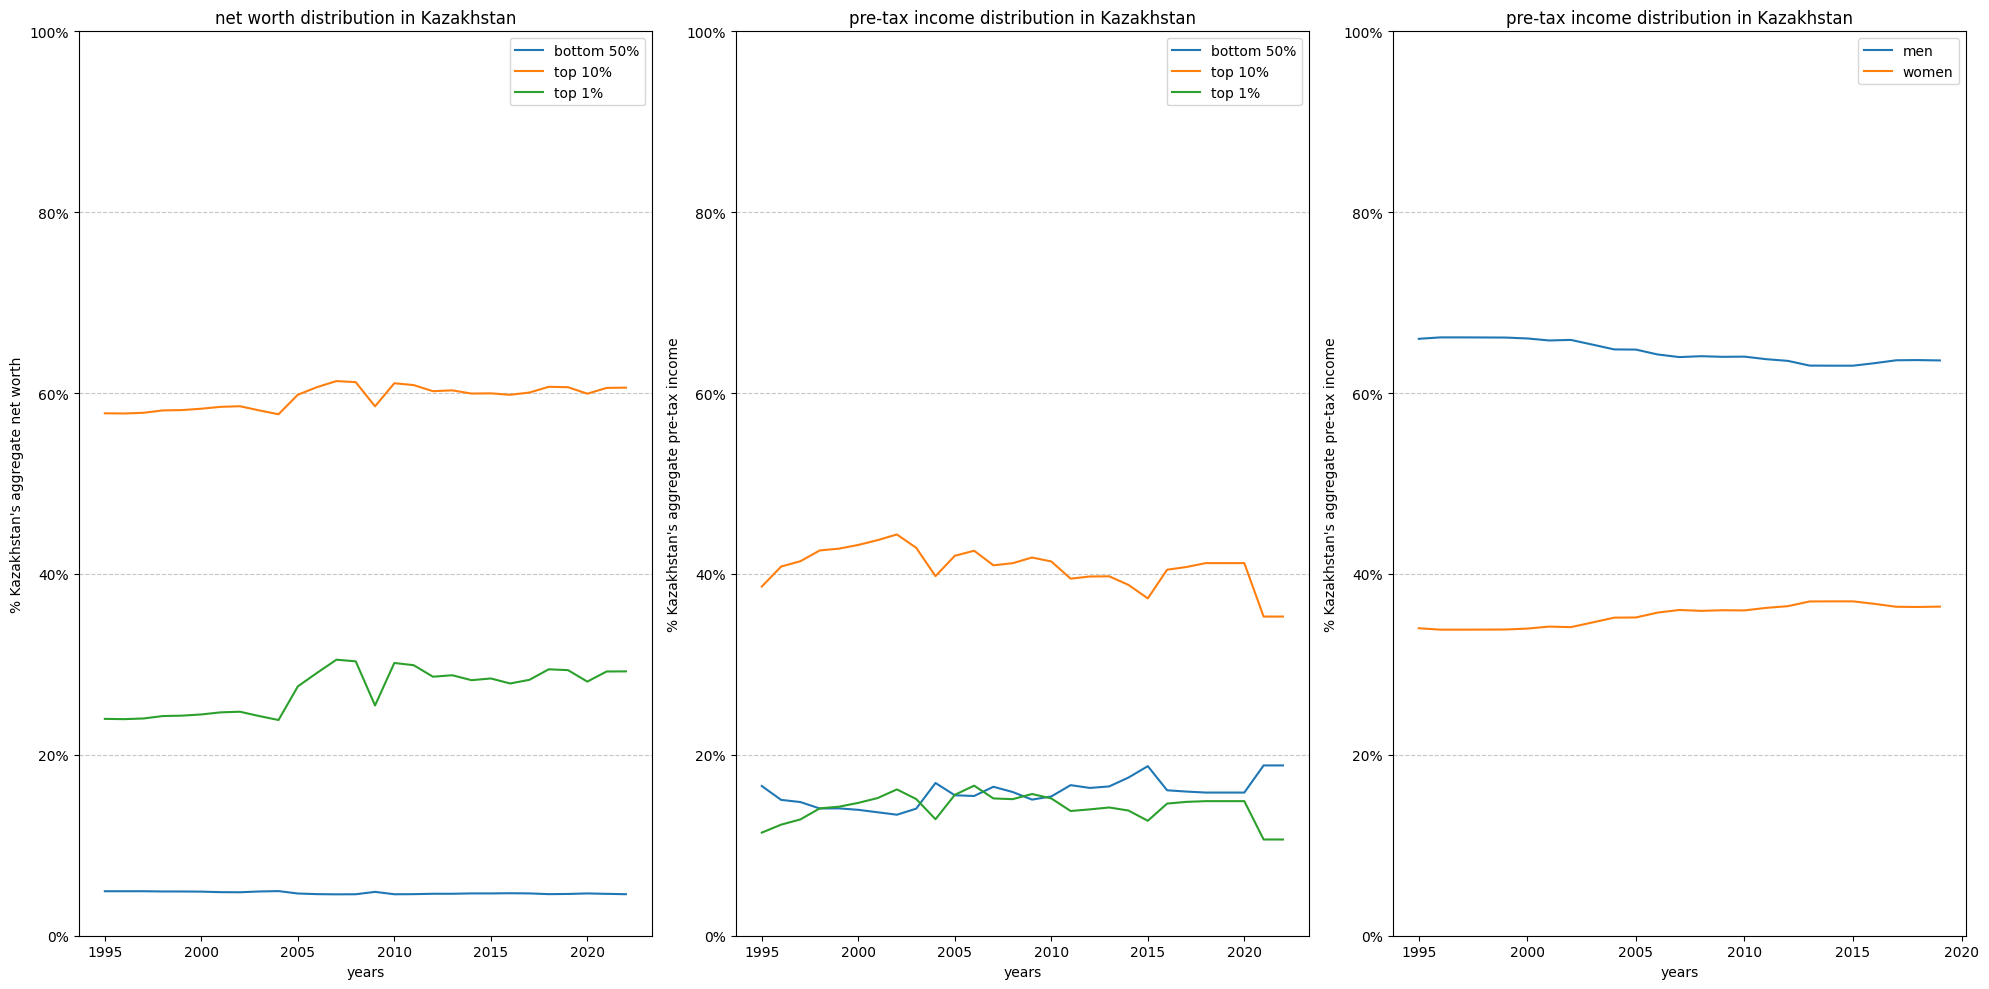 net worth distribution in Kazakhstan
% Kazakhstan's aggregate net worth
100%
80%
60%
40%
20%
0%
bottom 50%
top 10%
top 1%
1995 2000 2005 2010 2015 2020
years
pre-tax income distribution in Kazakhstan
% Kazakhstan's aggregate pre-tax income
100%
80%
60%
40%
20%
0%
bottom 50%
top 10%
top 1%
1995 2000 2005 2010 2015 2020
years
pre-tax income distribution in Kazakhstan
% Kazakhstan's aggregate pre-tax income
100%
80%
60%
40%
20%
0%
men
women
1995 2000 2005 2010 2015 2020
years